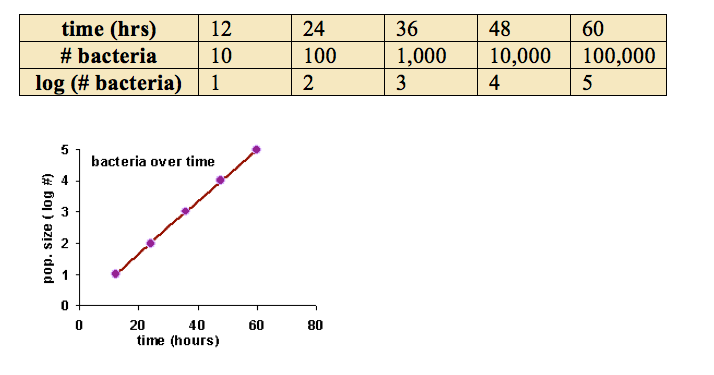 time (hrs) 12 24 36 48 60
# bacteria 10 100 1,000 10,000 100,000
log (# bacteria) 1 2 3 4 5
bacteria over time
pop. size ( log #)
5
4
3
2
1
0
0 20 40 60 80
time (hours)